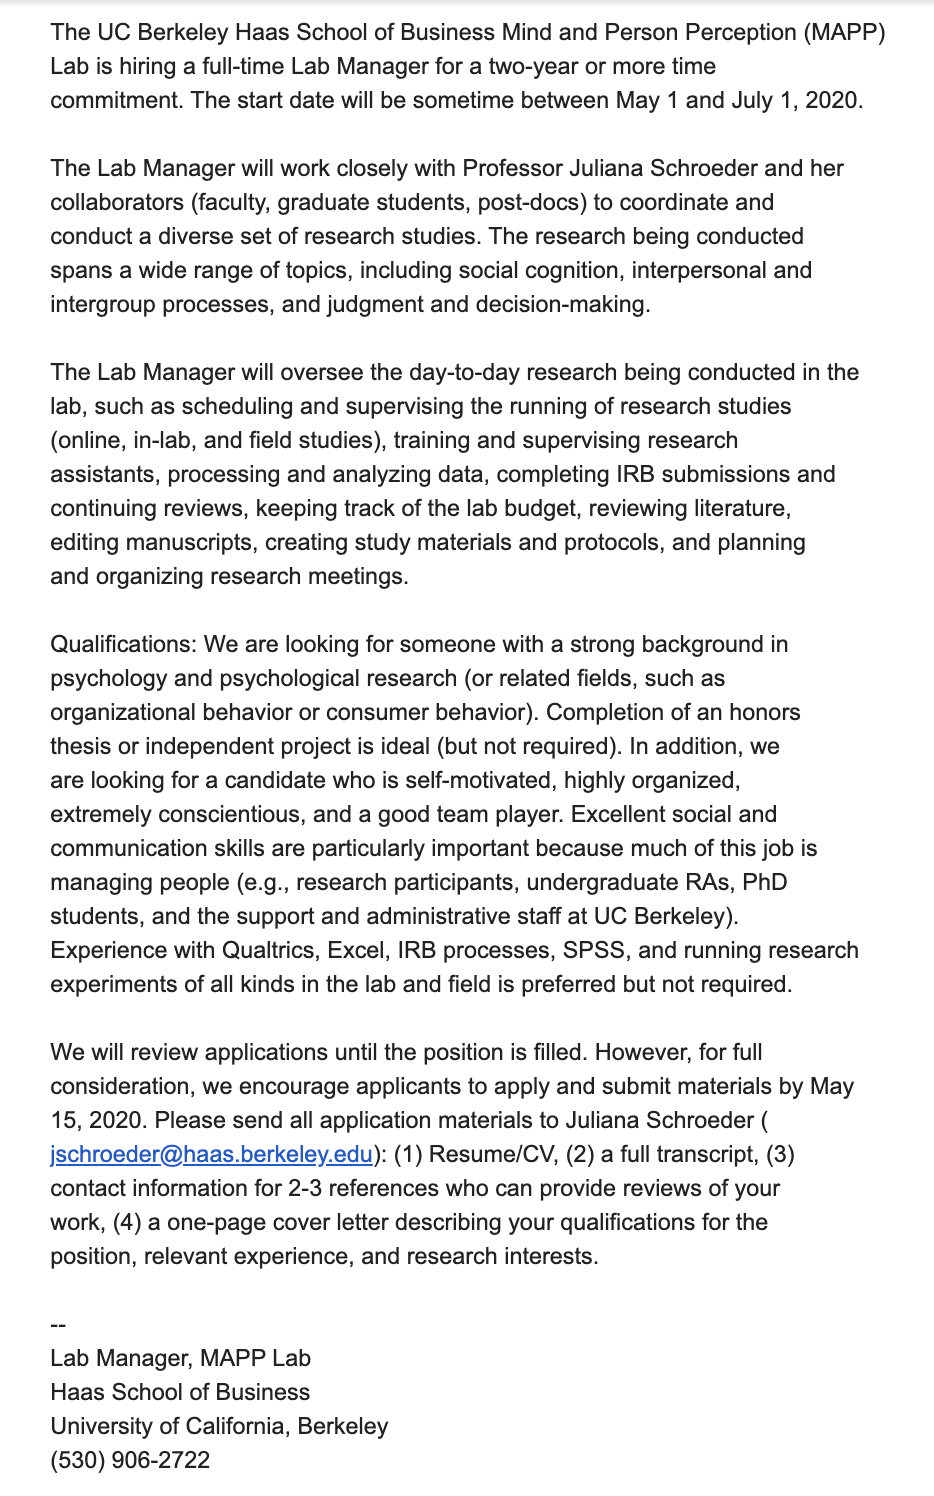 The UC Berkeley Haas School of Business Mind and Person Perception (MAPP)
Lab is hiring a full-time Lab Manager for a two-year or more time
commitment. The start date will be sometime between May 1 and July 1, 2020.
The Lab Manager will work closely with Professor Juliana Schroeder and her
collaborators (faculty, graduate students, post-docs) to coordinate and
conduct a diverse set of research studies. The research being conducted
spans a wide range of topics, including social cognition, interpersonal and
intergroup processes, and judgment and decision-making.
The Lab Manager will oversee the day-to-day research being conducted in the
lab, such as scheduling and supervising the running of research studies
(online, in-lab, and field studies), training and supervising research
assistants, processing and analyzing data, completing IRB submissions and
continuing reviews, keeping track of the lab budget, reviewing literature,
editing manuscripts, creating study materials and protocols, and planning
and organizing research meetings.
Qualifications: We are looking for someone with a strong background in
psychology and psychological research (or related fields, such as
organizational behavior or consumer behavior). Completion of an honors
thesis or independent project is ideal (but not required). In addition, we
are looking for a candidate who is self-motivated, highly organized,
extremely conscientious, and a good team player. Excellent social and
communication skills are particularly important because much of this job is
managing people (e.g., research participants, undergraduate RAs, PhD
students, and the support and administrative staff at UC Berkeley).
Experience with Qualtrics, Excel, IRB processes, SPSS, and running research
experiments of all kinds in the lab and field is preferred but not required.
We will review applications until the position is filled. However, for full
consideration, we encourage applicants to apply and submit materials by May
15, 2020. Please send all application materials to Juliana Schroeder (
jschroeder@haas.berkeley.edu): (1) Resume/CV, (2) a full transcript, (3)
contact information for 2-3 references who can provide reviews of your
work, (4) a one-page cover letter describing your qualifications for the
position, relevant experience, and research interests.
--
Lab Manager, MAPP Lab
Haas School of Business
University of California, Berkeley
(530) 906-2722